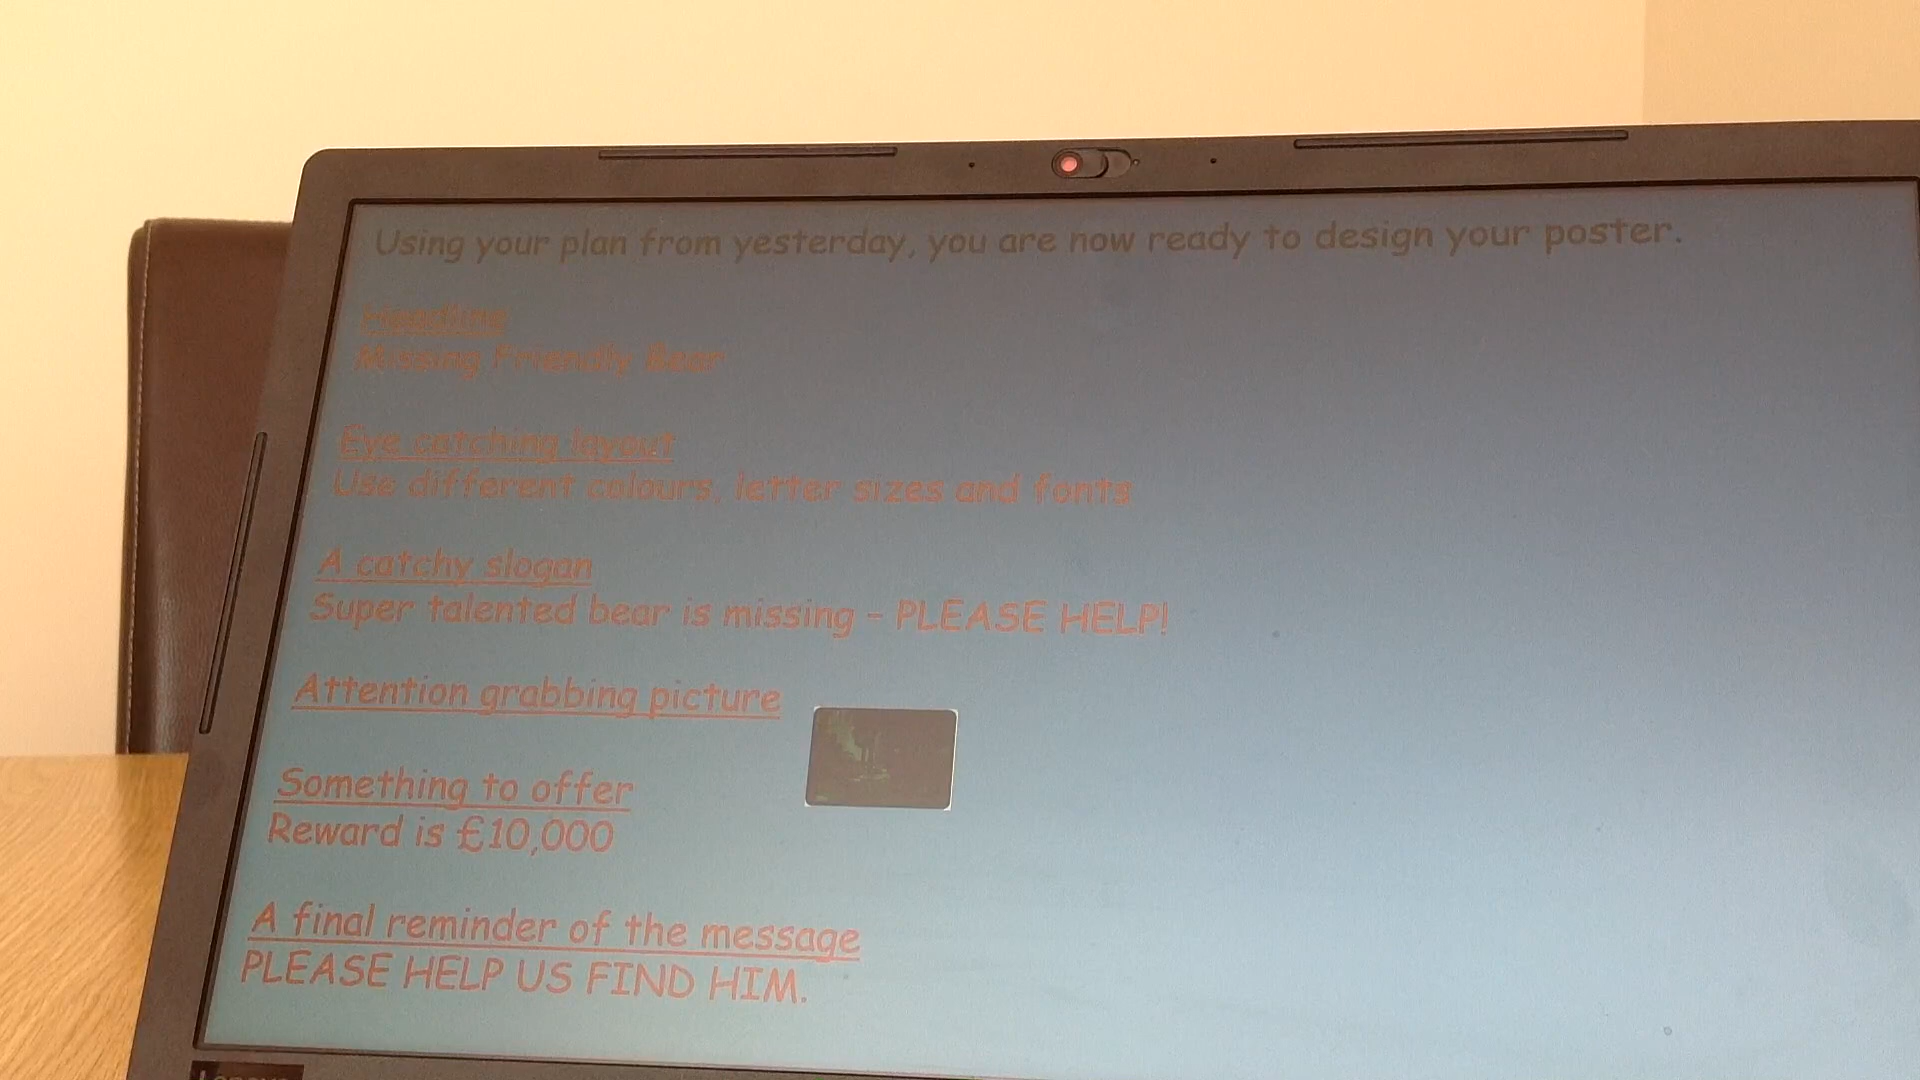 Using your plan from yesterday, you are now ready to design your poster.
Headline
Missing Friendly Bear
Eye catching layout
Use different colours, letter sizes and fonts
A catchy slogan
Super talented bear is missing – PLEASE HELP!
Attention grabbing picture
Something to offer
Reward is £10,000
A final reminder of the message
PLEASE HELP US FIND HIM.